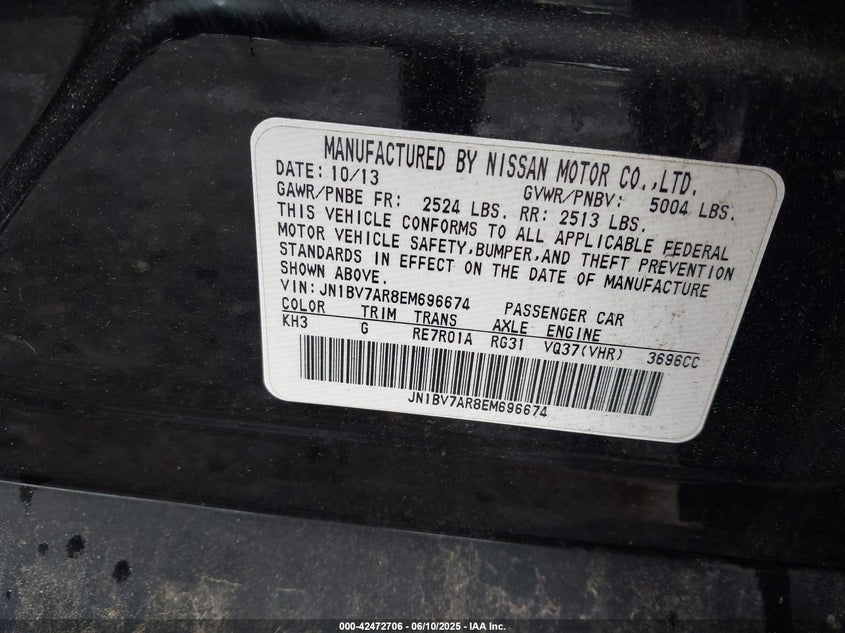 MANUFACTURED BY NISSAN MOTOR CO.,LTD.
DATE: 10/13 GVWR/PNBV: 5004 LBS.
GAWR/PNBE FR: 2524 LBS. RR: 2513 LBS.
THIS VEHICLE CONFORMS TO ALL APPLICABLE FEDERAL
MOTOR VEHICLE SAFETY,BUMPER,AND THEFT PREVENTION
STANDARDS IN EFFECT ON THE DATE OF MANUFACTURE
SHOWN ABOVE.
VIN:JN1BV7AR8EM696674 PASSENGER CAR
COLOR TRIM TRANS AXLE ENGINE
KH3 G RE7R01A RG31 VQ37(VHR) 3696CC
JN1BV7AR8EM696674
000-42472706 - 06/10/2025 - IAA Inc.